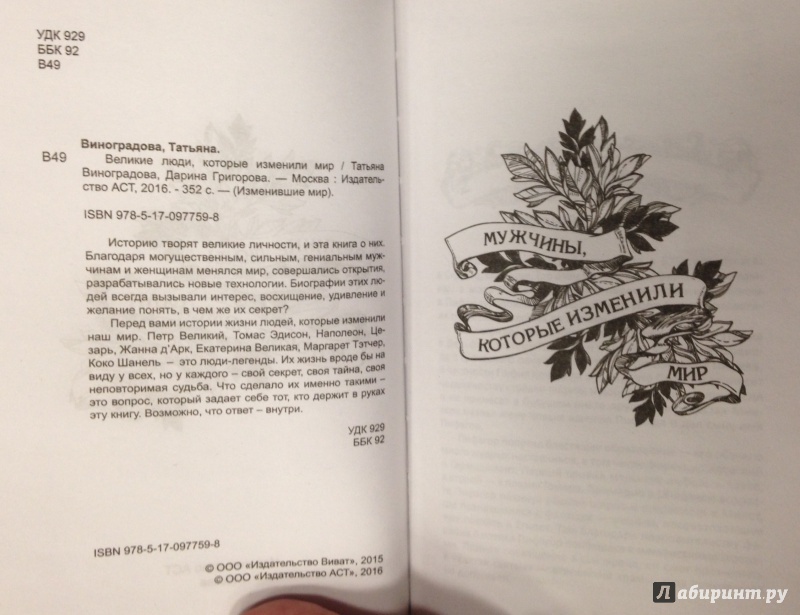 УДК 929
ББК 92
В49
Виноградова, Татьяна.
В49 Великие люди, которые изменили мир / Татьяна
Виноградова, Дарина Григорова. — Москва : Издатель-
ство АСТ, 2016. - 352 с. — (Изменившие мир).
ISBN 978-5-17-097759-8
Историю творят великие личности, и эта книга о них.
Благодаря могущественным, сильным, гениальным муж-
чинам и женщинам менялся мир, совершались открытия,
разрабатывались новые технологии. Биографии этих лю-
дей всегда вызывали интерес, восхищение, удивление и
желание понять, в чем же их секрет?
Перед вами истории жизни людей, которые изменили
наш мир. Петр Великий, Томас Эдисон, Наполеон, Це-
зарь, Жанна д'Арк, Екатерина Великая, Маргарет Тэтчер,
Коко Шанель – это люди-легенды. Их жизнь вроде бы на
виду у всех, но у каждого – свой секрет, своя тайна, своя
неповторимая судьба. Что сделало их именно такими –
это вопрос, который задает себе тот, кто держит в руках
эту книгу. Возможно, что ответ – внутри.
УДК 929
ББК 92
ISBN 978-5-17-097759-8
© ООО «Издательство Виват», 2015
© ООО «Издательство АСТ», 2016
МУЖЧИНЫ,
КОТОРЫЕ ИЗМЕНИЛИ
МИР
Лабиринт.ру